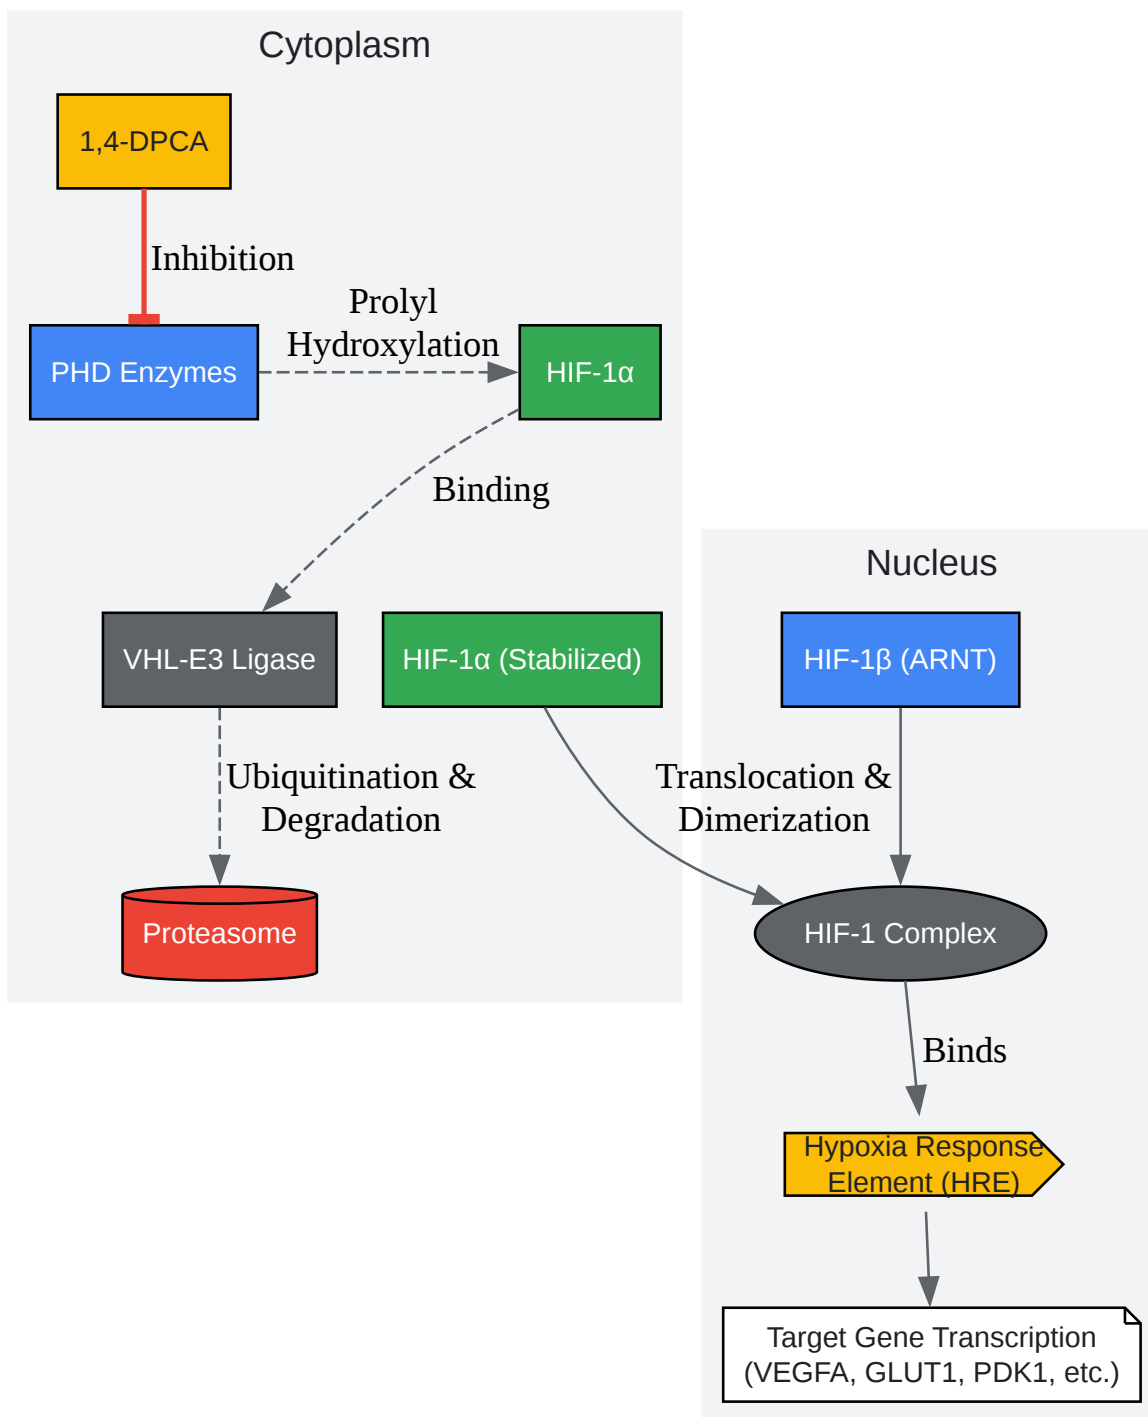 Cytoplasm
1,4-DPCA
Inhibition
Prolyl
Hydroxylation
PHD Enzymes
HIF-1α
Binding
Nucleus
VHL-E3 Ligase
HIF-1α (Stabilized)
HIF-1β (ARNT)
Ubiquitination &
Degradation
Translocation &
Dimerization
Proteasome
HIF-1 Complex
Binds
Hypoxia Response
Element (HRE)
Target Gene Transcription
(VEGFA, GLUT1, PDK1, etc.)